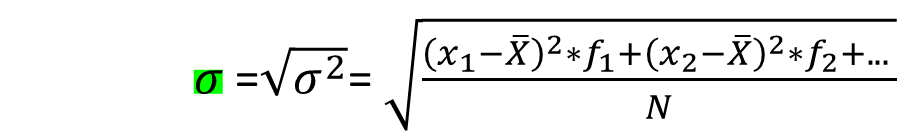 σ = √σ² = √((x₁−X̄)²∗f₁+(x₂−X̄)²∗f₂+... / N)